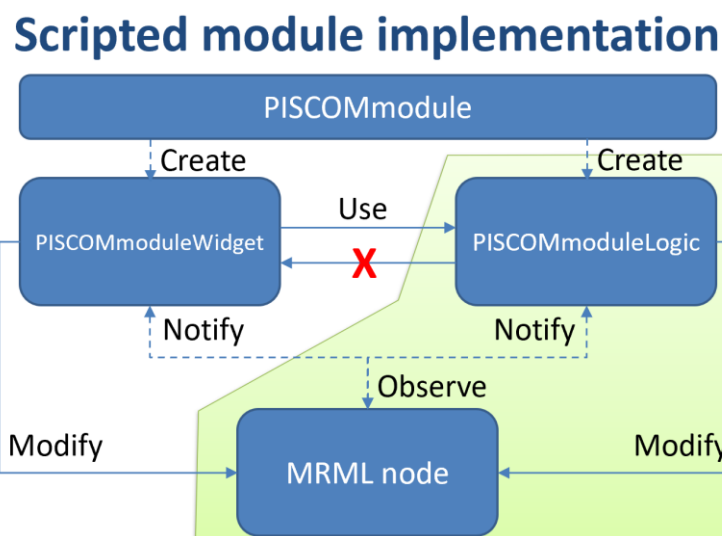 Scripted module implementation
PISCOMmodule
Create
Create
PISCOMmoduleWidget
Use
X
PISCOMmoduleLogic
Notify
Notify
Observe
Modify
MRML node
Modify